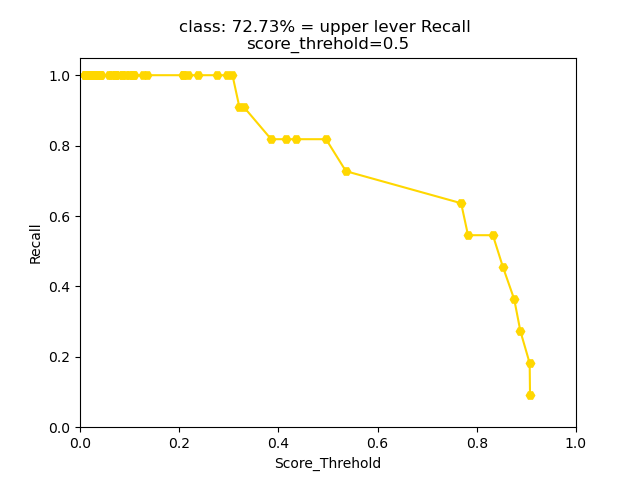 class: 72.73% = upper lever Recall
score_threhold=0.5
1.0
0.8
0.6
0.4
0.2
0.0
Recall
0.0 0.2 0.4 0.6 0.8 1.0
Score_Threhold